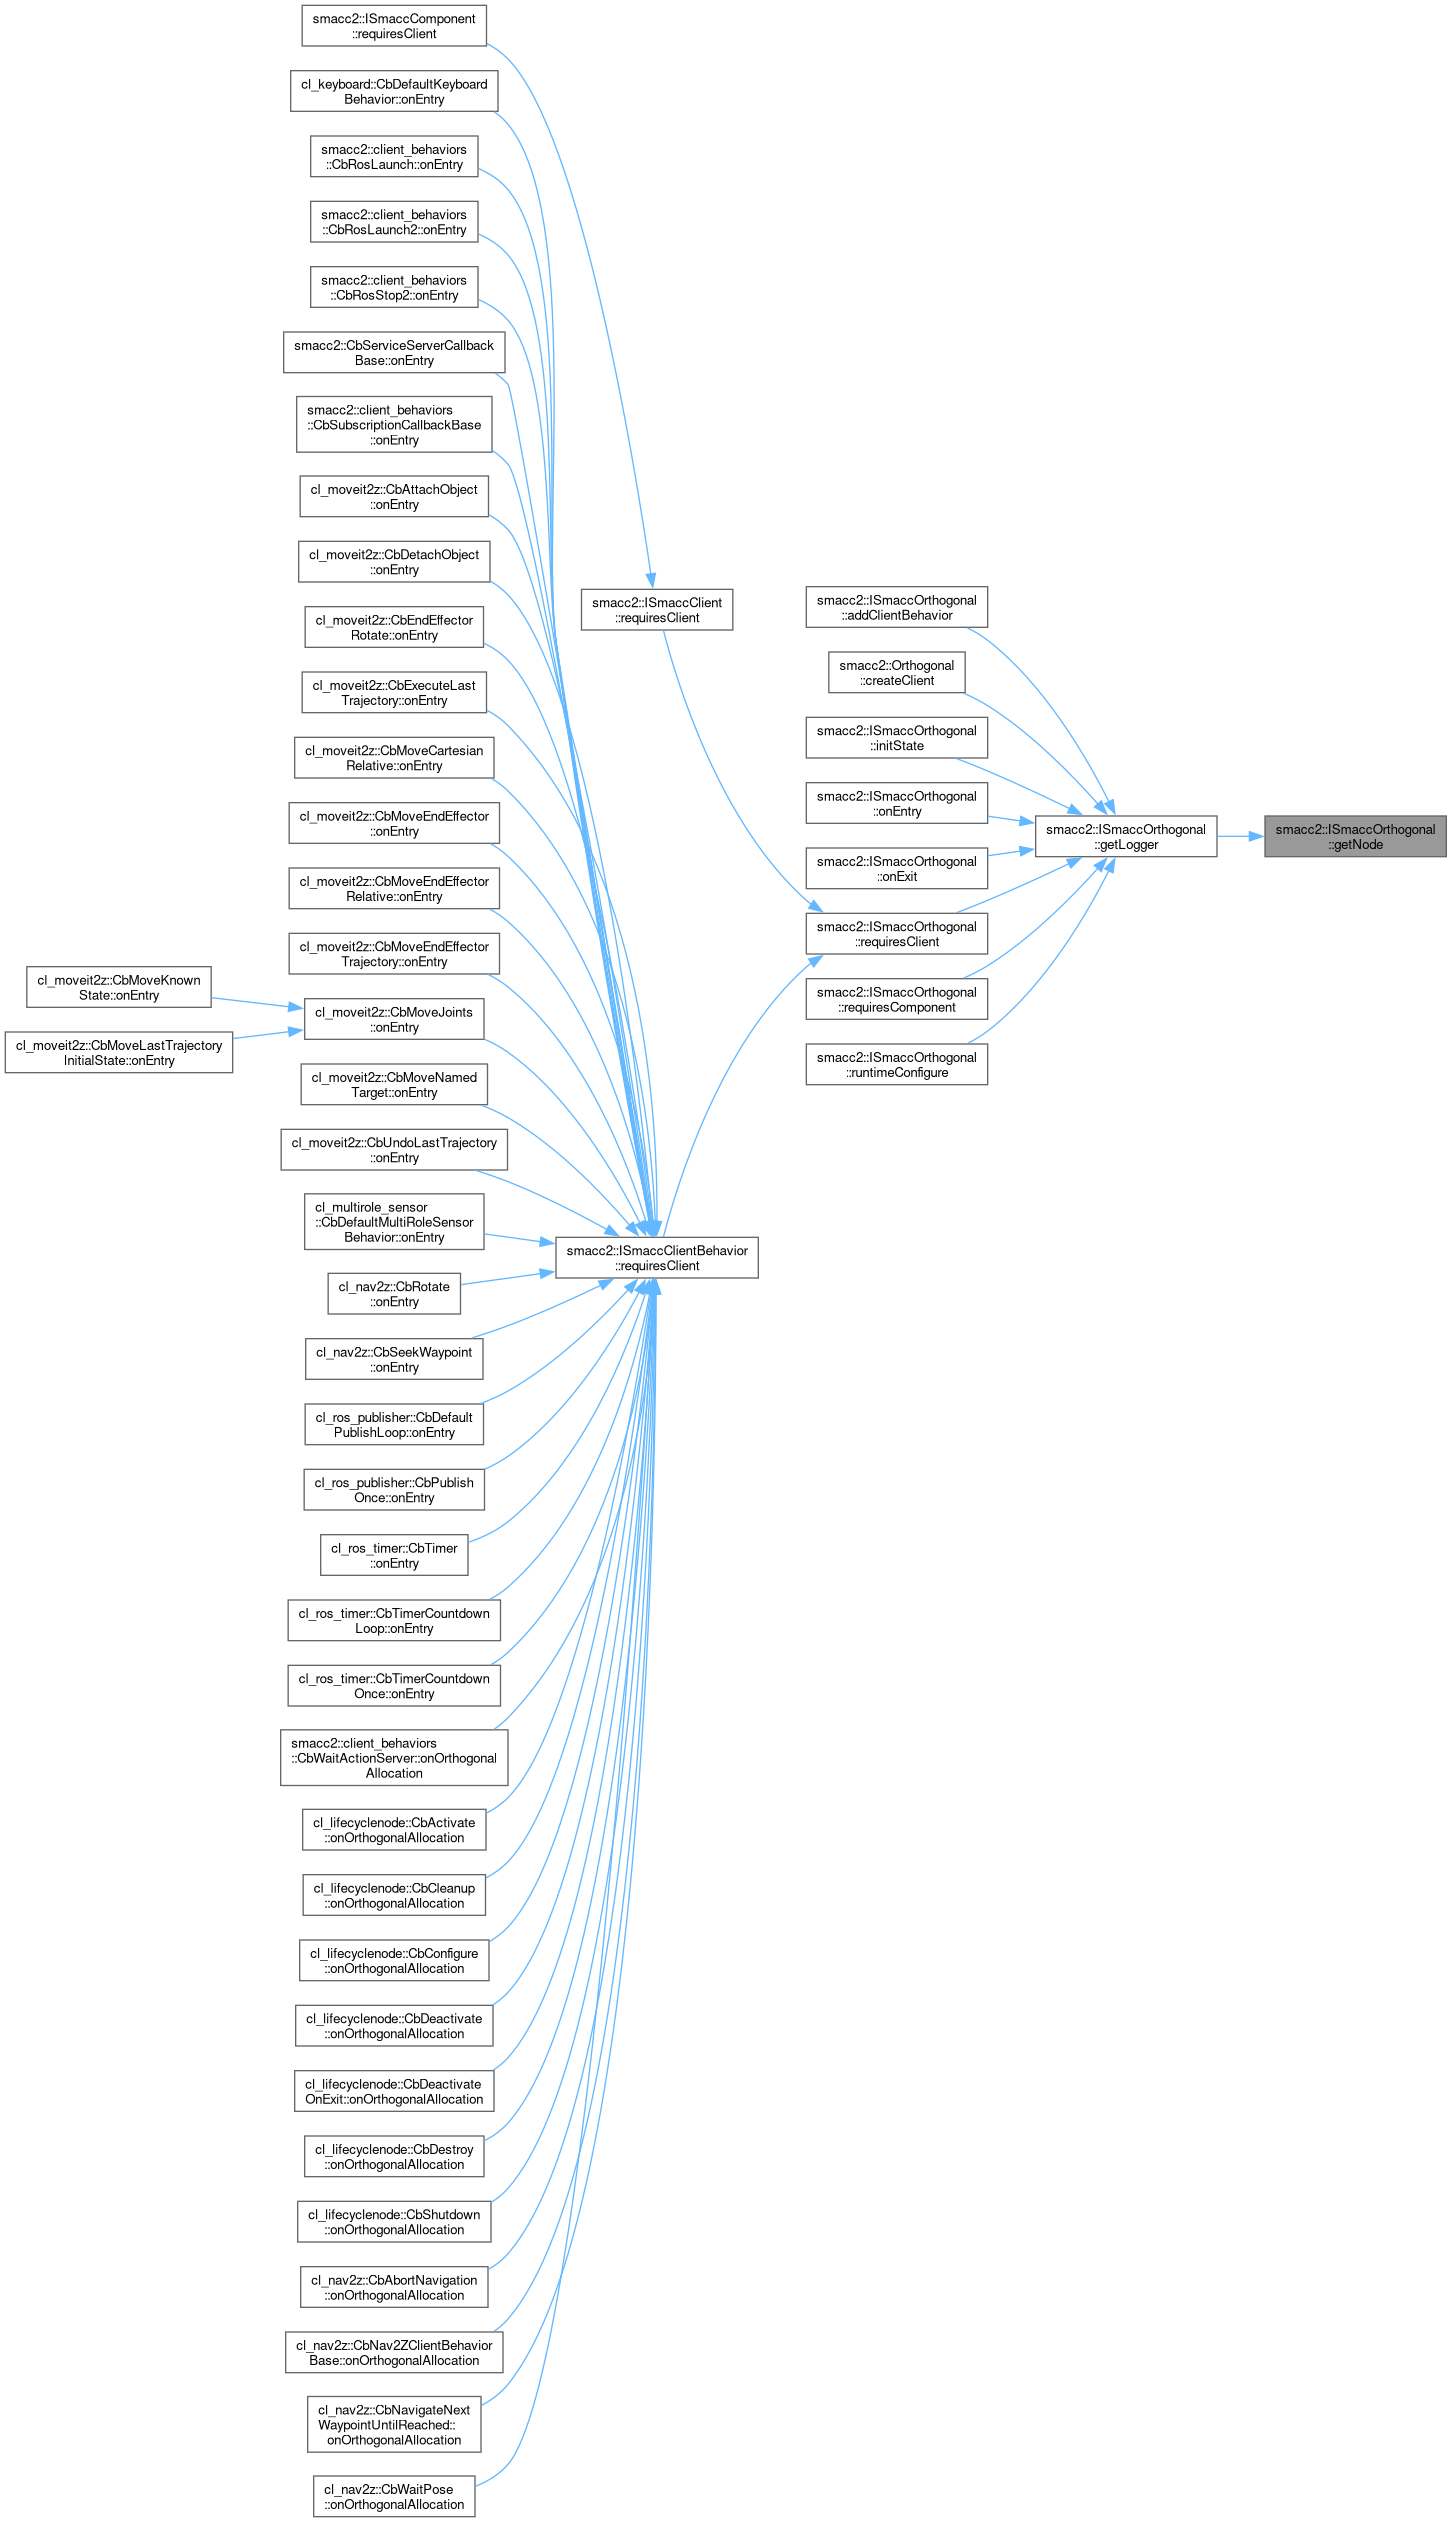 smacc2::ISmaccComponent
::requiresClient
cl_keyboard::CbDefaultKeyboard
Behavior::onEntry
smacc2::client_behaviors
::CbRosLaunch::onEntry
smacc2::client_behaviors
::CbRosLaunch2::onEntry
smacc2::client_behaviors
::CbRosStop2::onEntry
smacc2::CbServiceServerCallback
Base::onEntry
smacc2::client_behaviors
::CbSubscriptionCallbackBase
::onEntry
cl_moveit2z::CbAttachObject
::onEntry
cl_moveit2z::CbDetachObject
::onEntry
cl_moveit2z::CbEndEffector
Rotate::onEntry
cl_moveit2z::CbExecuteLast
Trajectory::onEntry
cl_moveit2z::CbMoveCartesian
Relative::onEntry
cl_moveit2z::CbMoveEndEffector
::onEntry
cl_moveit2z::CbMoveEndEffector
Relative::onEntry
cl_moveit2z::CbMoveEndEffector
Trajectory::onEntry
cl_moveit2z::CbMoveKnown
State::onEntry
cl_moveit2z::CbMoveLastTrajectory
InitialState::onEntry
cl_moveit2z::CbMoveJoints
::onEntry
cl_moveit2z::CbMoveNamed
Target::onEntry
cl_moveit2z::CbUndoLastTrajectory
::onEntry
cl_multirole_sensor
::CbDefaultMultiRoleSensor
Behavior::onEntry
cl_nav2z::CbRotate
::onEntry
cl_nav2z::CbSeekWaypoint
::onEntry
cl_ros_publisher::CbDefault
PublishLoop::onEntry
cl_ros_publisher::CbPublish
Once::onEntry
cl_ros_timer::CbTimer
::onEntry
cl_ros_timer::CbTimerCountdown
Loop::onEntry
cl_ros_timer::CbTimerCountdown
Once::onEntry
smacc2::client_behaviors
::CbWaitActionServer::onOrthogonal
Allocation
cl_lifecyclenode::CbActivate
::onOrthogonalAllocation
cl_lifecyclenode::CbCleanup
::onOrthogonalAllocation
cl_lifecyclenode::CbConfigure
::onOrthogonalAllocation
cl_lifecyclenode::CbDeactivate
::onOrthogonalAllocation
cl_lifecyclenode::CbDeactivate
OnExit::onOrthogonalAllocation
cl_lifecyclenode::CbDestroy
::onOrthogonalAllocation
cl_lifecyclenode::CbShutdown
::onOrthogonalAllocation
cl_nav2z::CbAbortNavigation
::onOrthogonalAllocation
cl_nav2z::CbNav2ZClientBehavior
Base::onOrthogonalAllocation
cl_nav2z::CbNavigateNext
WaypointUntilReached::
onOrthogonalAllocation
cl_nav2z::CbWaitPose
::onOrthogonalAllocation
smacc2::ISmaccClient
::requiresClient
smacc2::ISmaccClientBehavior
::requiresClient
smacc2::ISmaccOrthogonal
::addClientBehavior
smacc2::Orthogonal
::createClient
smacc2::ISmaccOrthogonal
::initState
smacc2::ISmaccOrthogonal
::onEntry
smacc2::ISmaccOrthogonal
::onExit
smacc2::ISmaccOrthogonal
::requiresClient
smacc2::ISmaccOrthogonal
::requiresComponent
smacc2::ISmaccOrthogonal
::runtimeConfigure
smacc2::ISmaccOrthogonal
::getLogger
smacc2::ISmaccOrthogonal
::getNode